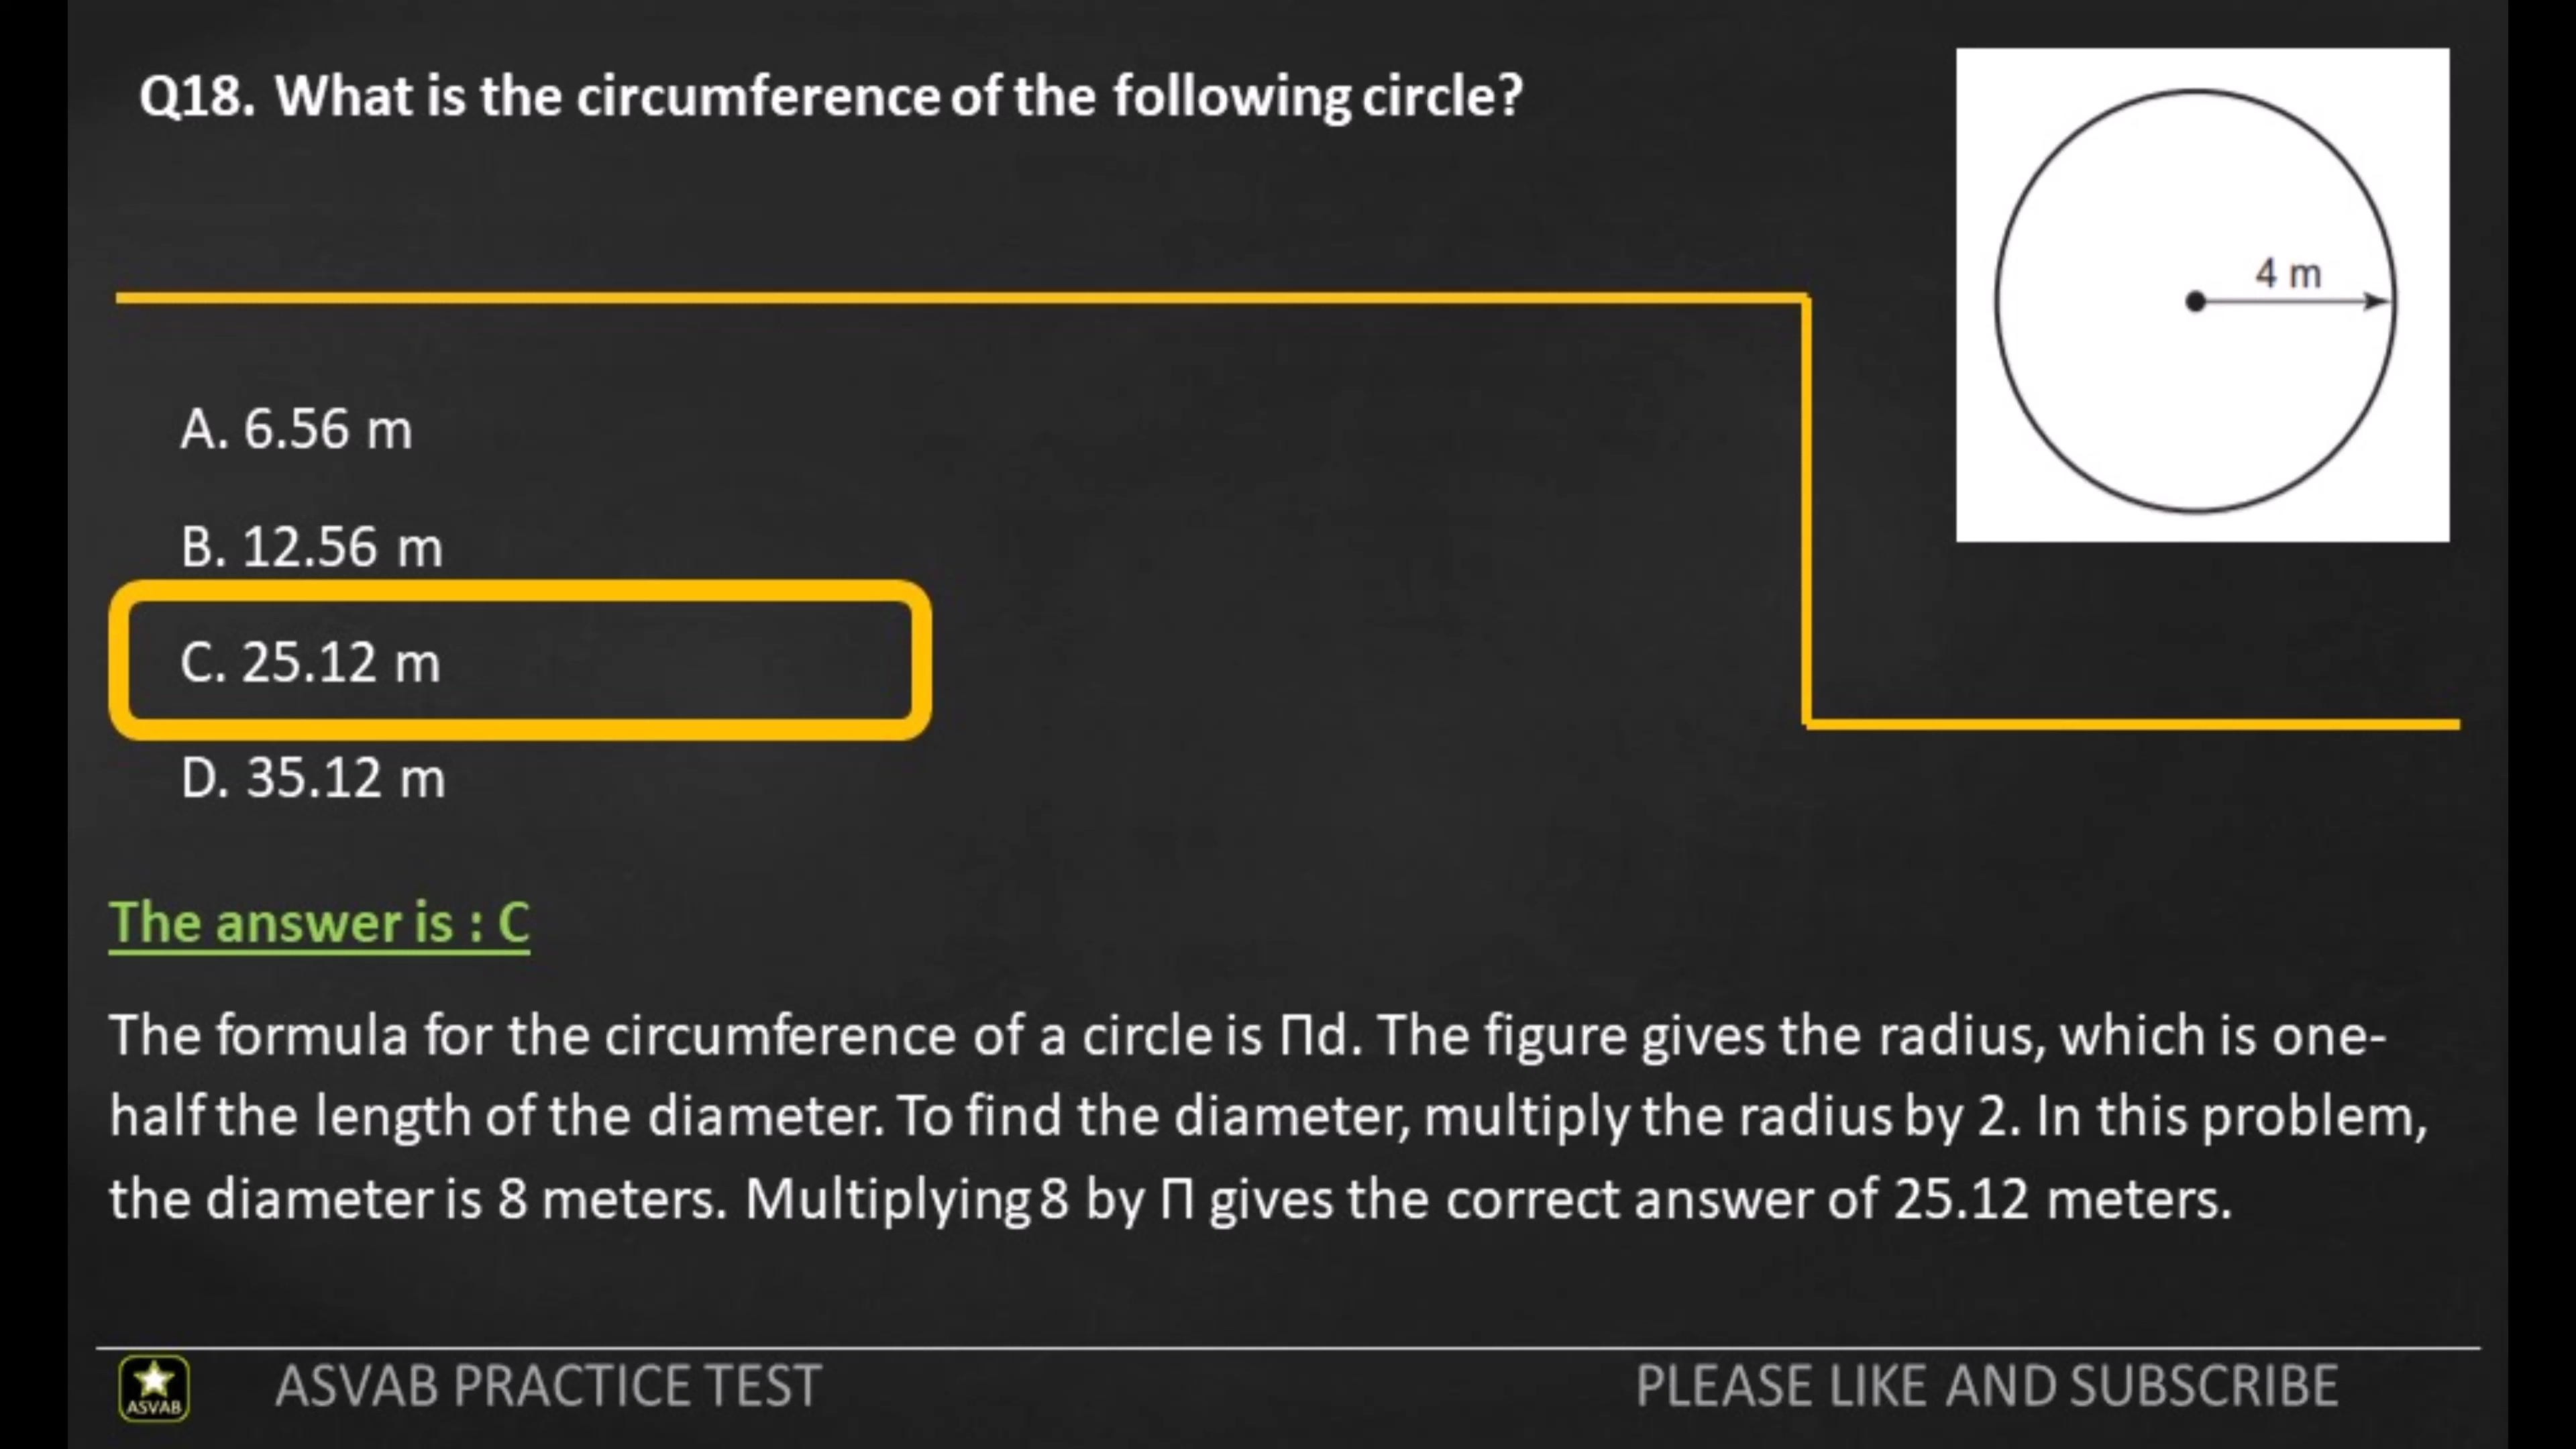 Q18. What is the circumference of the following circle?
4 m
A. 6.56 m
B. 12.56 m
C. 25.12 m
D. 35.12 m
The answer is : C
The formula for the circumference of a circle is Πd. The figure gives the radius, which is one-
half the length of the diameter. To find the diameter, multiply the radius by 2. In this problem,
the diameter is 8 meters. Multiplying 8 by Π gives the correct answer of 25.12 meters.
ASVAB
ASVAB PRACTICE TEST
PLEASE LIKE AND SUBSCRIBE